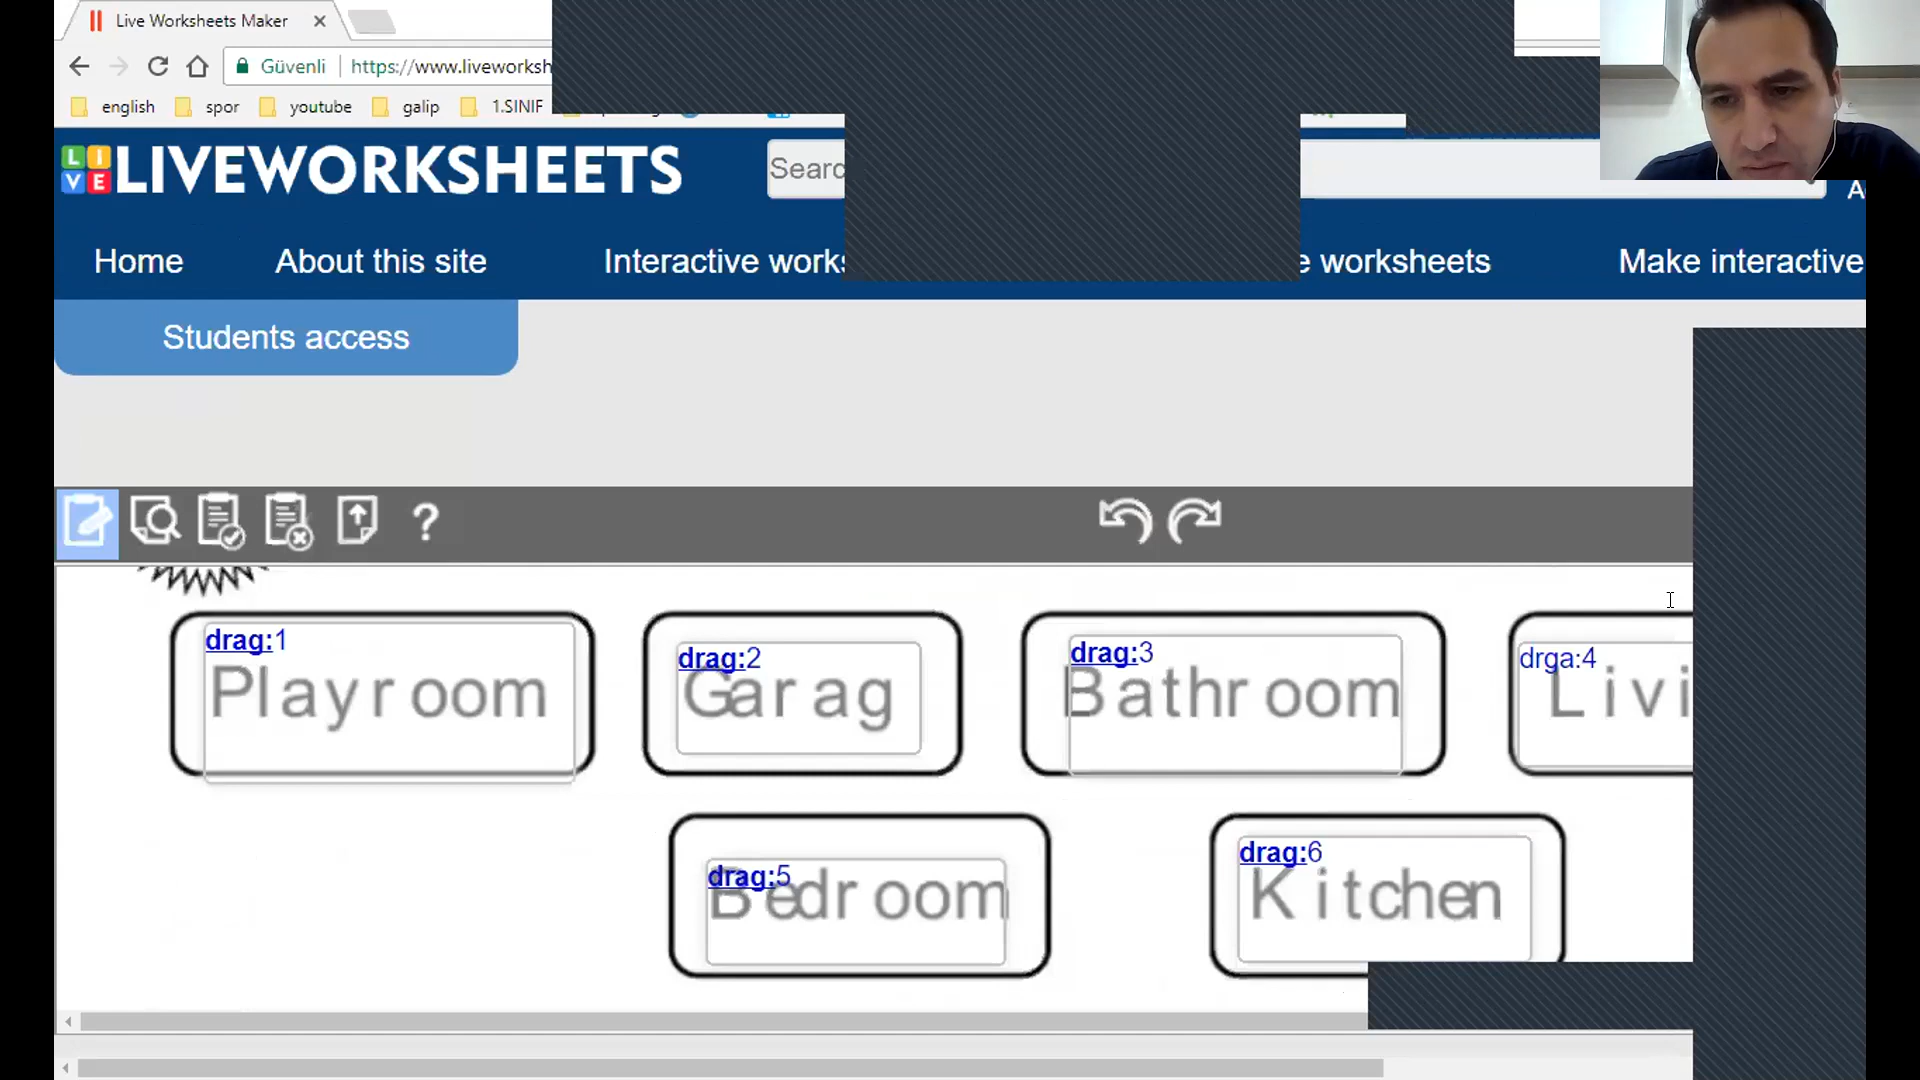 Live Worksheets Maker
Güvenli https://www.liveworksh
english spor youtube galip 1.SINIF
LIVE LIVEWORKSHEETS Searc
Home About this site Interactive works e worksheets Make interactive
Students access
?
drag:1 drag:2 drag:3 drga:4
Playroom Garag Bathroom Livi
drag:5 drag:6
Bedroom Kitchen